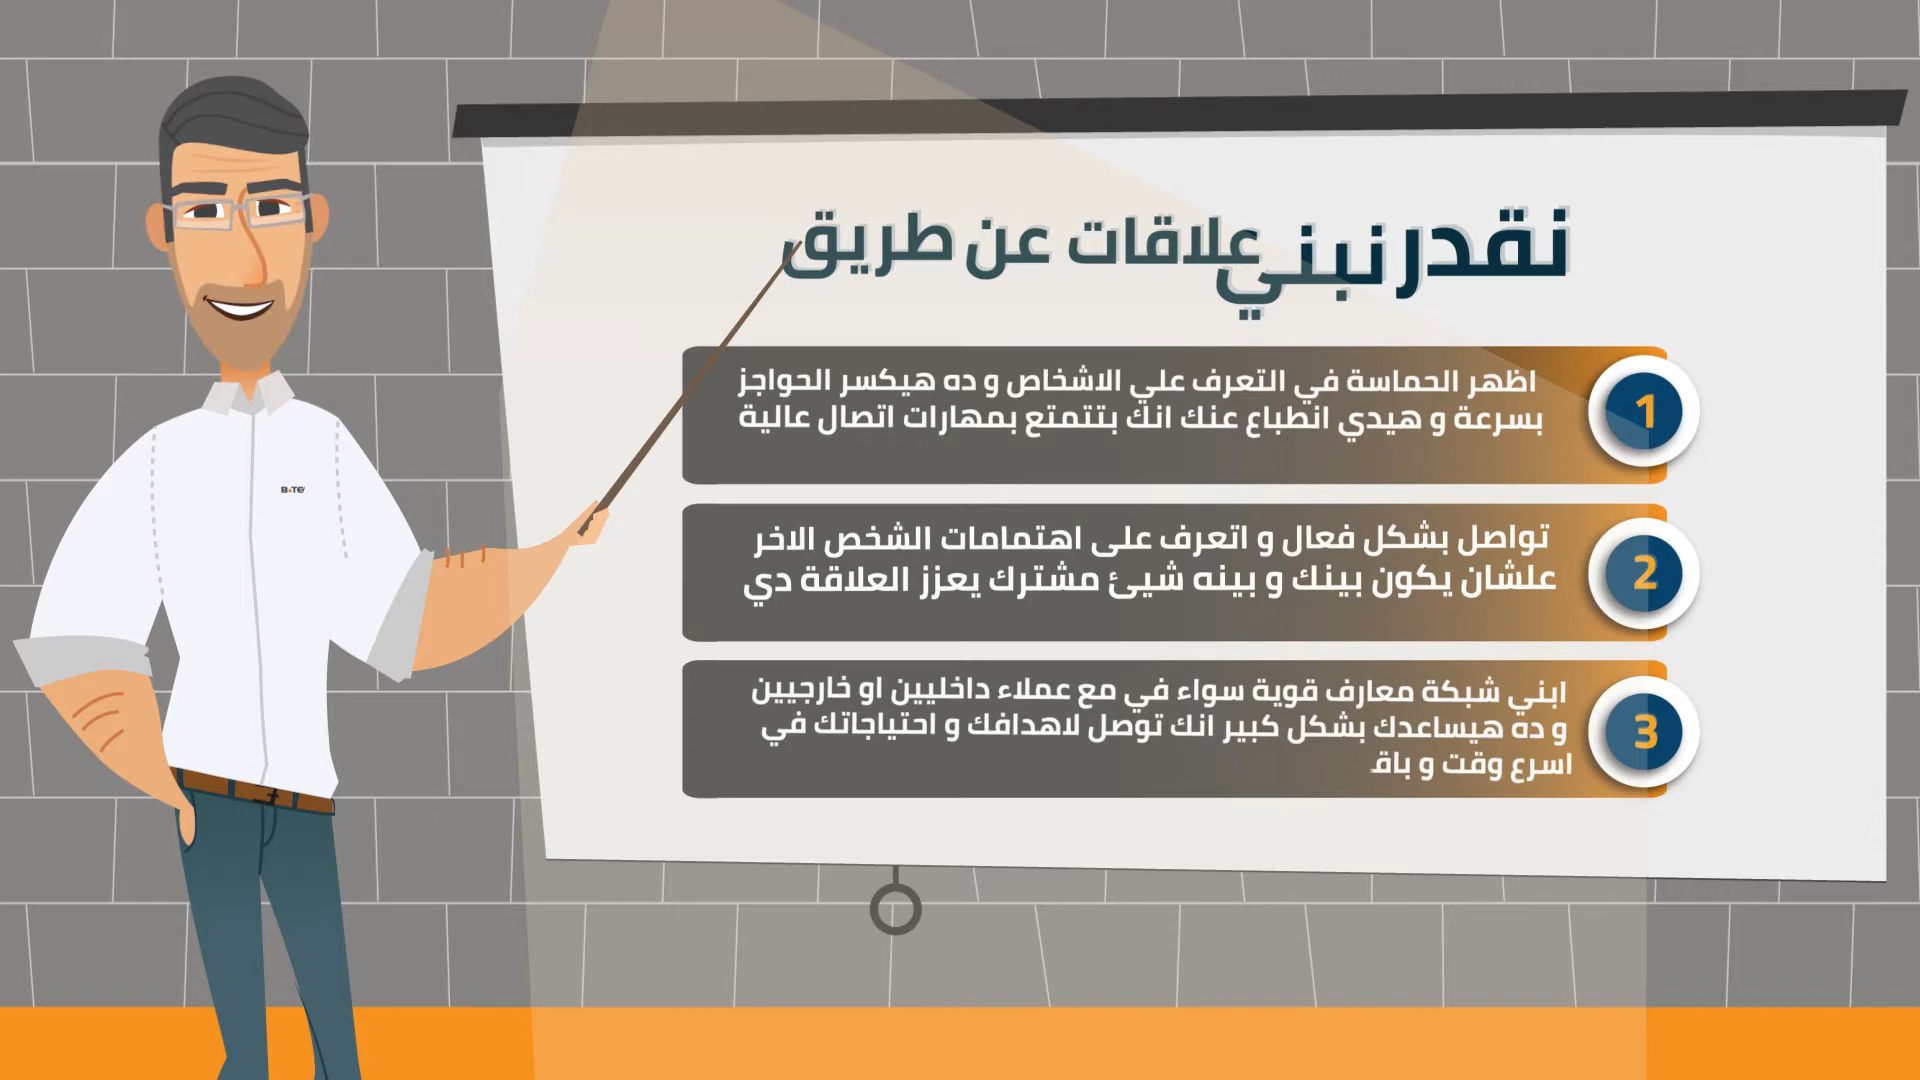 نقدر نبني علاقات عن طريق
1
اظهر الحماسة في التعرف علي الاشخاص و ده هيكسر الحواجز
بسرعة و هيدي انطباع عنك انك بتتمتع بمهارات اتصال عالية
2
تواصل بشكل فعال و اتعرف على اهتمامات الشخص الاخر
علشان يكون بينك و بينه شيئ مشترك يعزز العلاقة دي
3
ابني شبكة معارف قوية سواء في مع عملاء داخليين او خارجيين
و ده هيساعدك بشكل كبير انك توصل لاهدافك و احتياجاتك في
اسرع وقت و باقـ